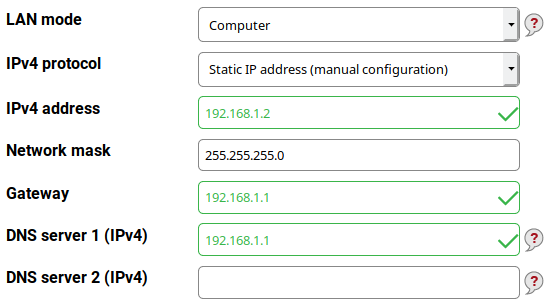 LAN mode
Computer
?
IPv4 protocol
Static IP address (manual configuration)
IPv4 address
192.168.1.2
Network mask
255.255.255.0
Gateway
192.168.1.1
DNS server 1 (IPv4)
192.168.1.1
?
DNS server 2 (IPv4)
?